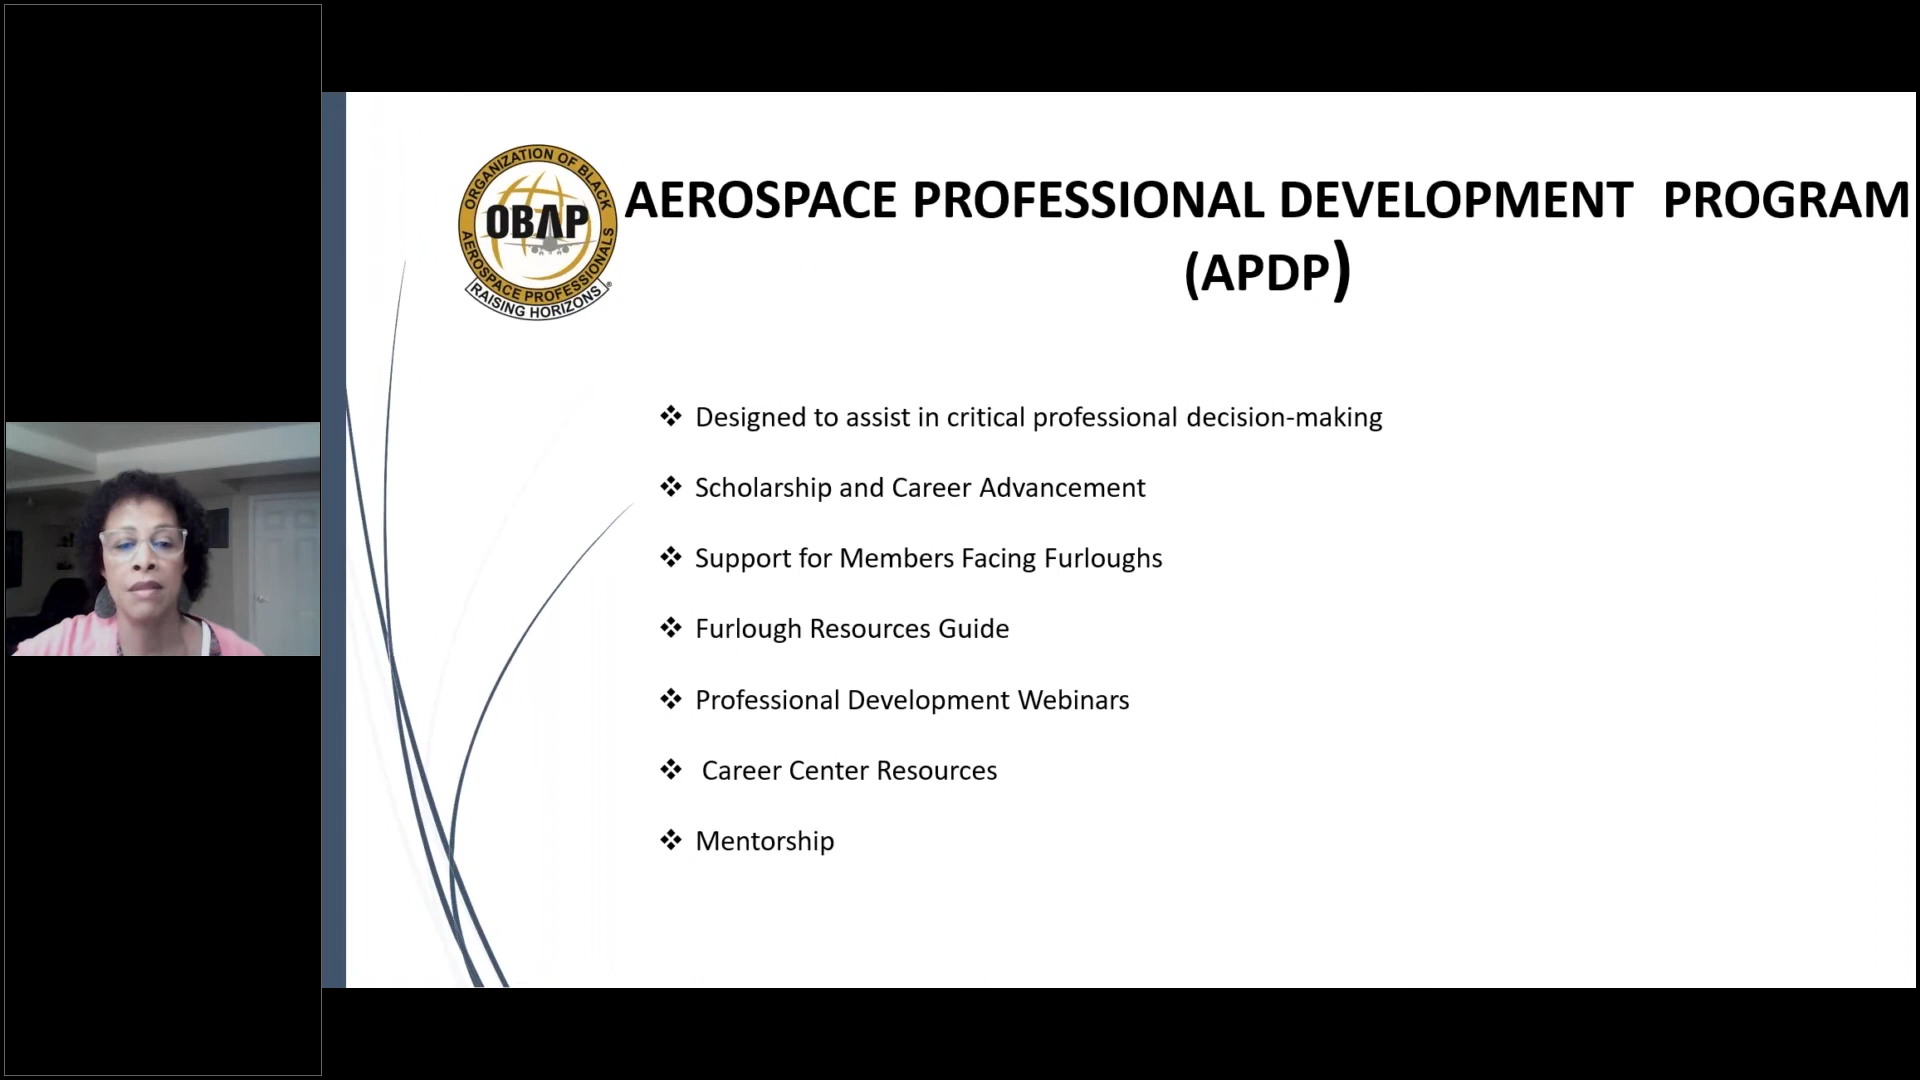 ORGANIZATION OF BLACK
OBAP
AEROSPACE PROFESSIONALS
RAISING HORIZONS®
AEROSPACE PROFESSIONAL DEVELOPMENT PROGRAM
(APDP)
❖ Designed to assist in critical professional decision-making
❖ Scholarship and Career Advancement
❖ Support for Members Facing Furloughs
❖ Furlough Resources Guide
❖ Professional Development Webinars
❖ Career Center Resources
❖ Mentorship